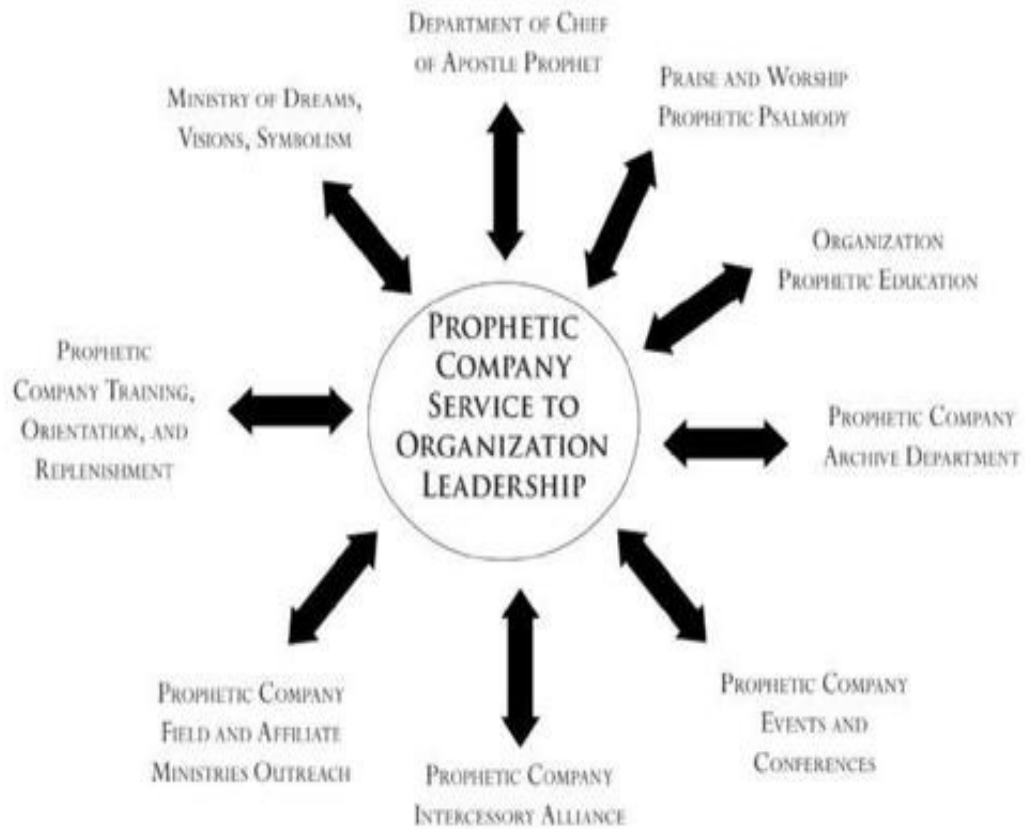 DEPARTMENT OF CHIEF
OF APOSTLE PROPHET
PRAISE AND WORSHIP
PROPHETIC PSALMODY
MINISTRY OF DREAMS,
VISIONS, SYMBOLISM
ORGANIZATION
PROPHETIC EDUCATION
PROPHETIC
COMPANY
SERVICE TO
ORGANIZATION
LEADERSHIP
PROPHETIC
COMPANY TRAINING,
ORIENTATION, AND
REPLENISHMENT
PROPHETIC COMPANY
ARCHIVE DEPARTMENT
PROPHETIC COMPANY
FIELD AND AFFILIATE
MINISTRIES OUTREACH
PROPHETIC COMPANY
INTERCESSORY ALLIANCE
PROPHETIC COMPANY
EVENTS AND
CONFERENCES